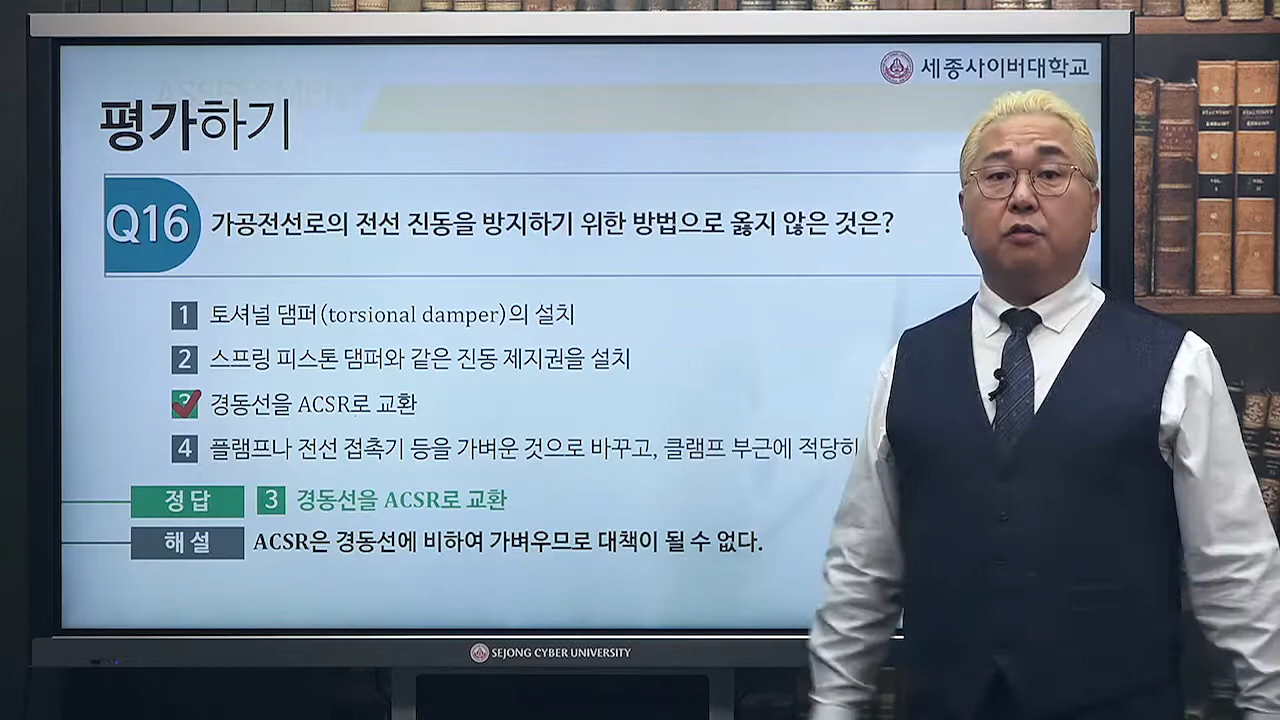 세종사이버대학교
평가하기
Q16 가공전선로의 전선 진동을 방지하기 위한 방법으로 옳지 않은 것은?
1 토셔널 댐퍼(torsional damper)의 설치
2 스프링 피스톤 댐퍼와 같은 진동 제지권을 설치
3 경동선을 ACSR로 교환
4 플램프나 전선 접촉기 등을 가벼운 것으로 바꾸고, 클램프 부근에 적당히
정답 3 경동선을 ACSR로 교환
해설 ACSR은 경동선에 비하여 가벼우므로 대책이 될 수 없다.
SEJONG CYBER UNIVERSITY